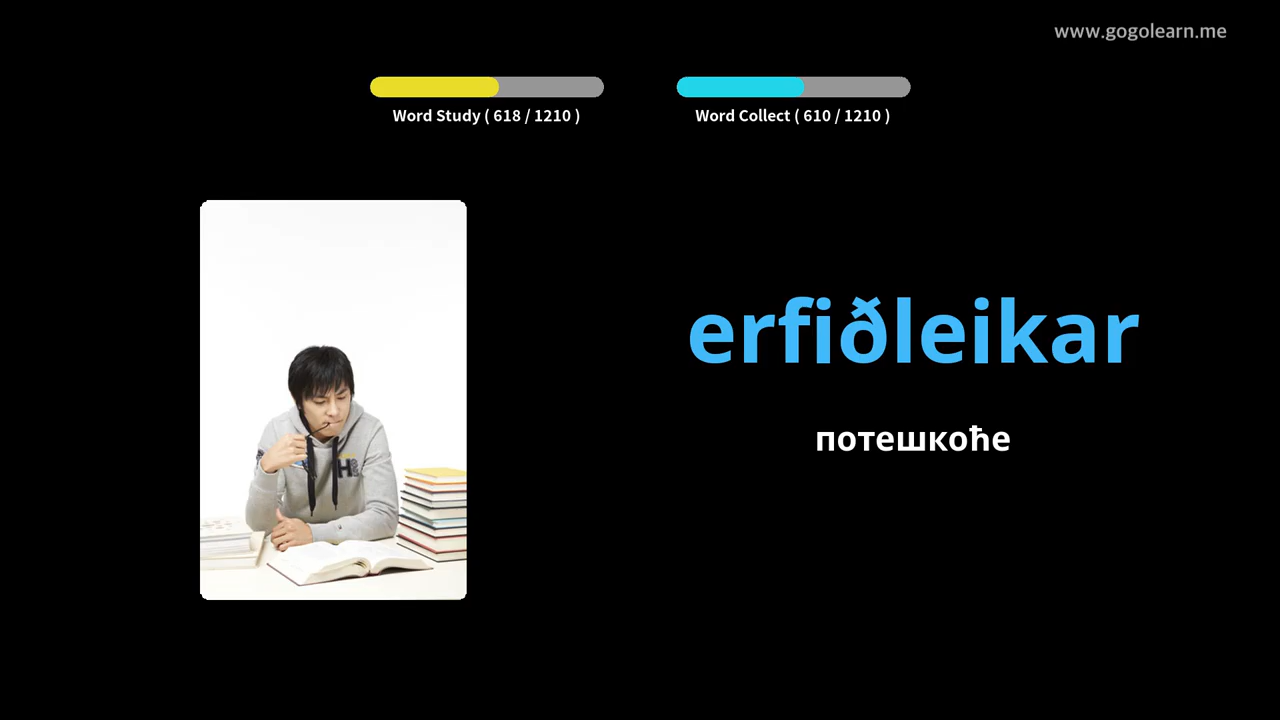 www.gogolearn.me
Word Study ( 618 / 1210 )
Word Collect ( 610 / 1210 )
erfiðleikar
потешкоће
H